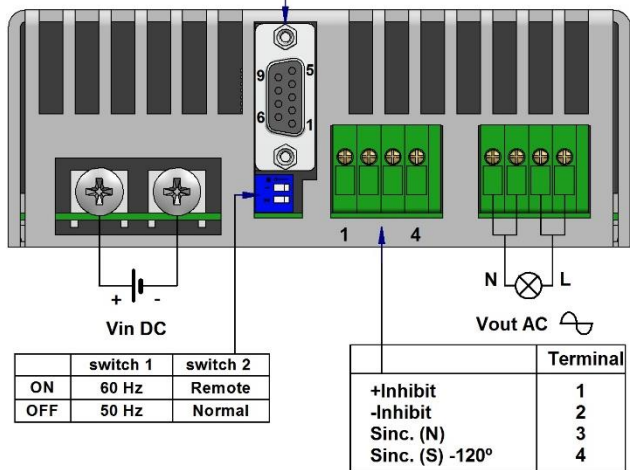 9 5
6 1
1 4
+ -
Vin DC
N L
Vout AC
switch 1 switch 2
ON 60 Hz Remote
OFF 50 Hz Normal
Terminal
+Inhibit 1
-Inhibit 2
Sinc. (N) 3
Sinc. (S) -120º 4